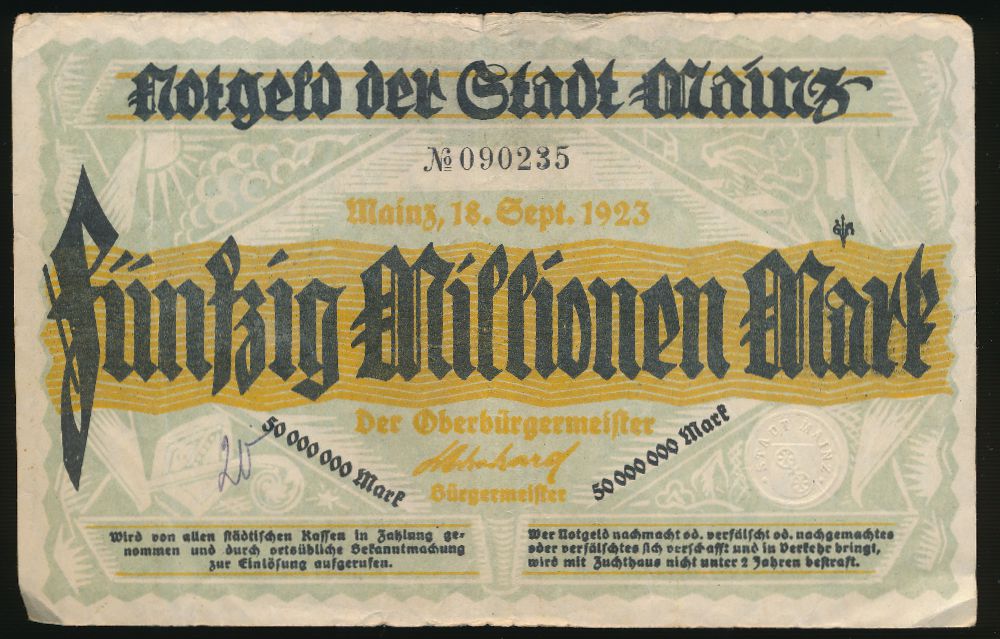 Notgeld der Stadt Mainz
№ 090235
Mainz, 18. Sept. 1923
Fünfzig Millionen Mark
Der Oberbürgermeister
50 000 000 Mark
50 000 000 Mark
Bürgermeister
20
STADT MAINZ
Wird von allen städtischen Kassen in Zahlung ge-
nommen und durch ortsübliche Bekanntmachung
zur Einlösung aufgerufen.
Wer Notgeld nachmacht od. verfälscht od. nachgemachtes
oder verfälschtes sich verschafft und in Verkehr bringt,
wird mit Zuchthaus nicht unter 2 Jahren bestraft.